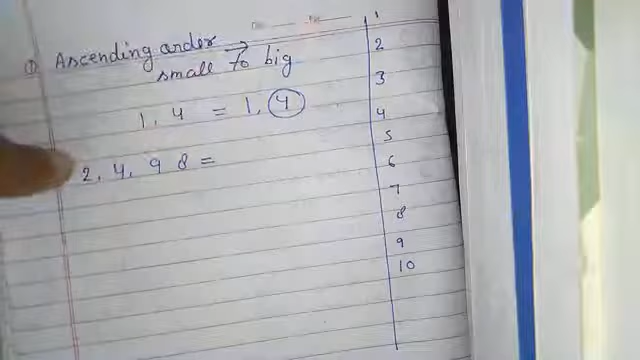 ① Ascending order →
small to big
1, 4 = 1, 4
2, 4, 9 8 =
1
2
3
4
5
6
7
8
9
10